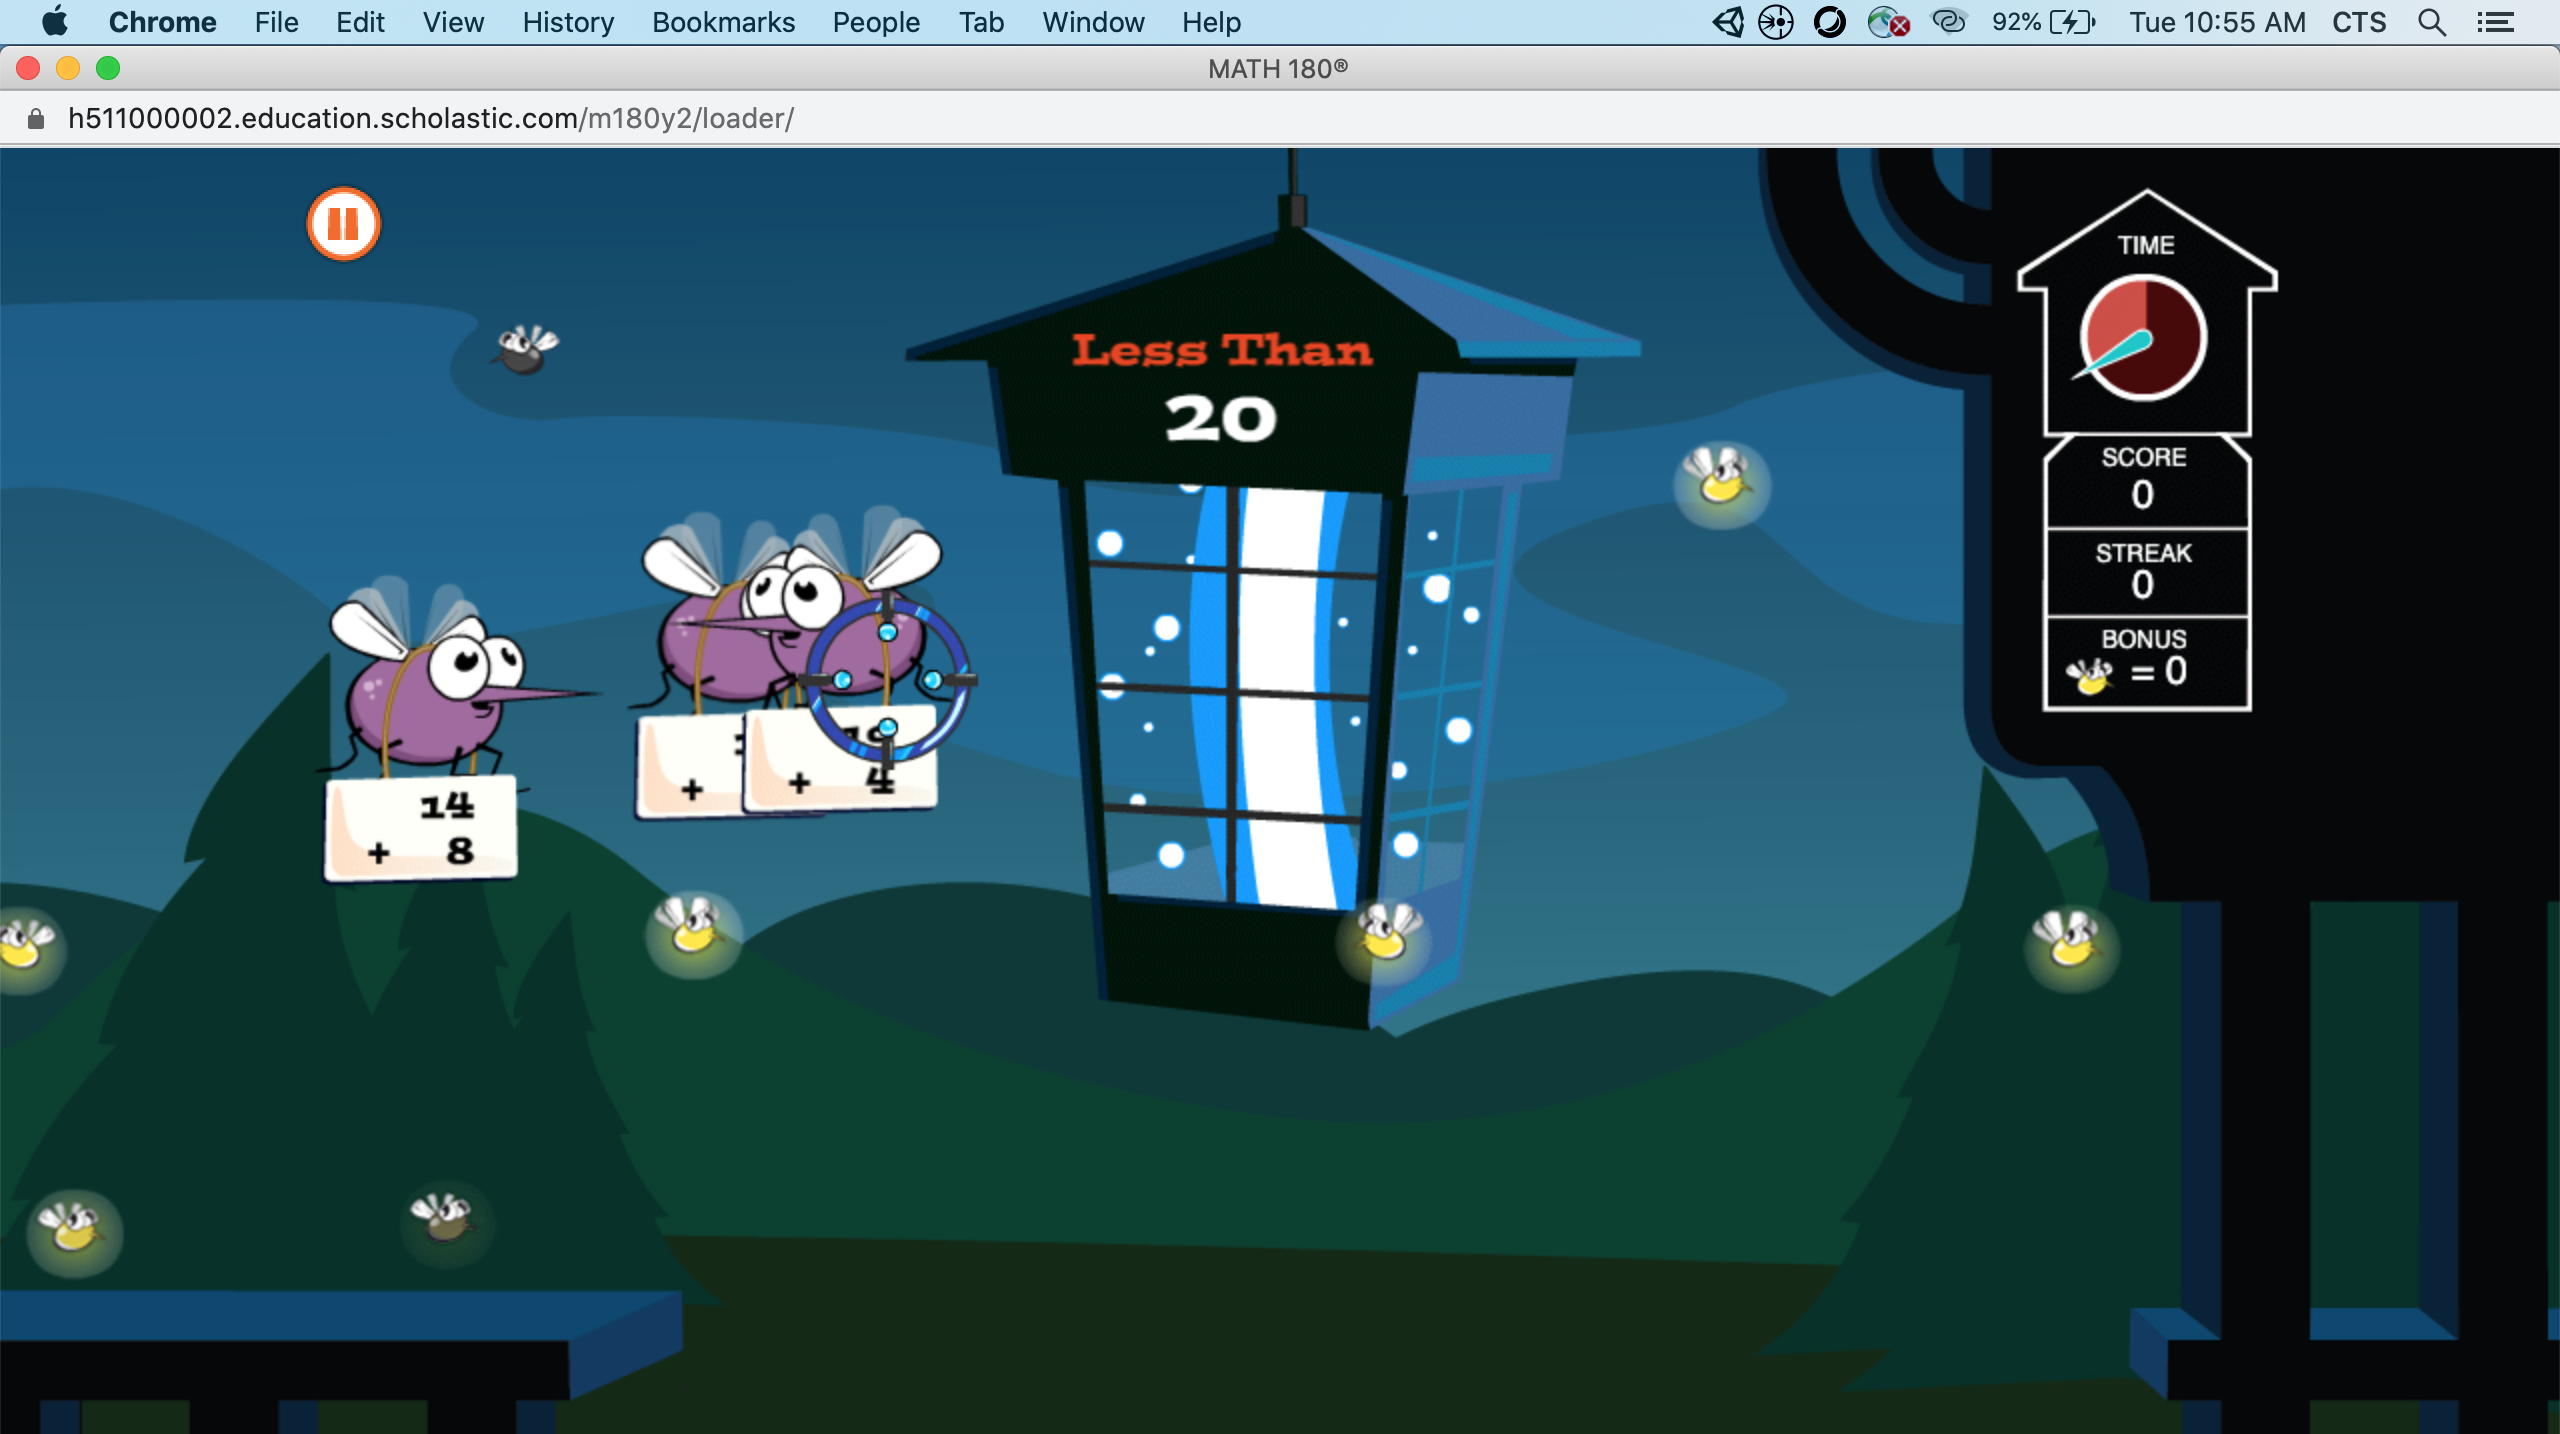 Chrome File Edit View History Bookmarks People Tab Window Help 92% Tue 10:55 AM CTS
MATH 180®
h511000002.education.scholastic.com/m180y2/loader/
TIME
Less Than
20
SCORE
0
STREAK
0
BONUS
= 0
+
+ 4
14
+ 8